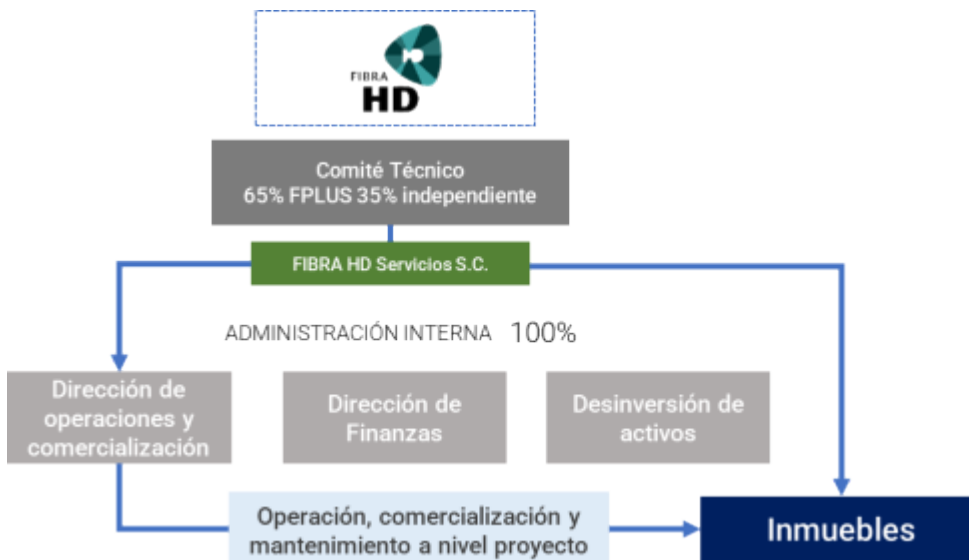 FIBRA
HD
Comité Técnico
65% FPLUS 35% independiente
FIBRA HD Servicios S.C.
ADMINISTRACIÓN INTERNA 100%
Dirección de
operaciones y
comercialización
Dirección de
Finanzas
Desinversión de
activos
Operación, comercialización y
mantenimiento a nivel proyecto
Inmuebles